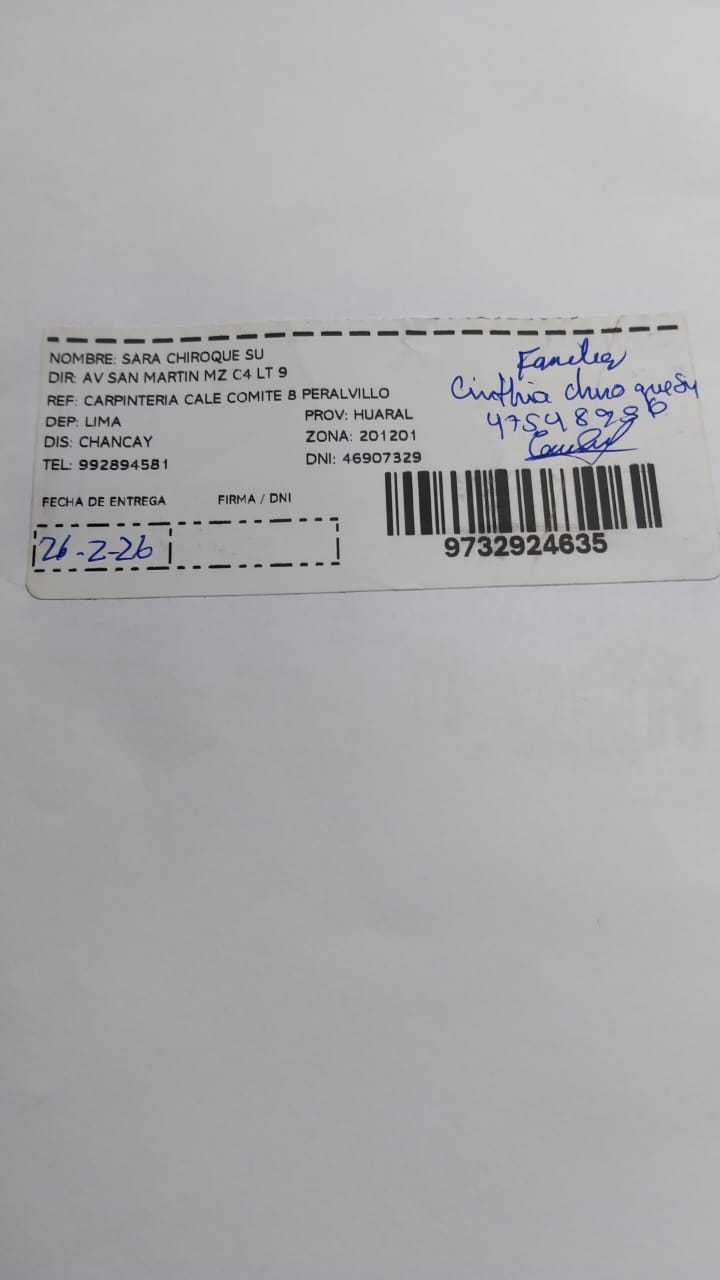 NOMBRE: SARA CHIROQUE SU
DIR: AV SAN MARTIN MZ C4 LT 9
REF: CARPINTERIA CALE COMITE 8 PERALVILLO
DEP: LIMA PROV: HUARAL
DIS: CHANCAY ZONA: 201201
TEL: 992894581 DNI: 46907329
FECHA DE ENTREGA FIRMA / DNI
26-2-26
Cinthia
9732924635